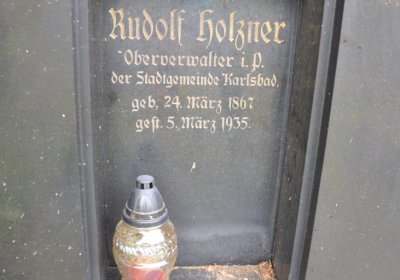 Rudolf Holzner
Oberverwalter i. P.
der Stadtgemeinde Karlsbad,
geb. 24. März 1867
gest. 5. März 1935.